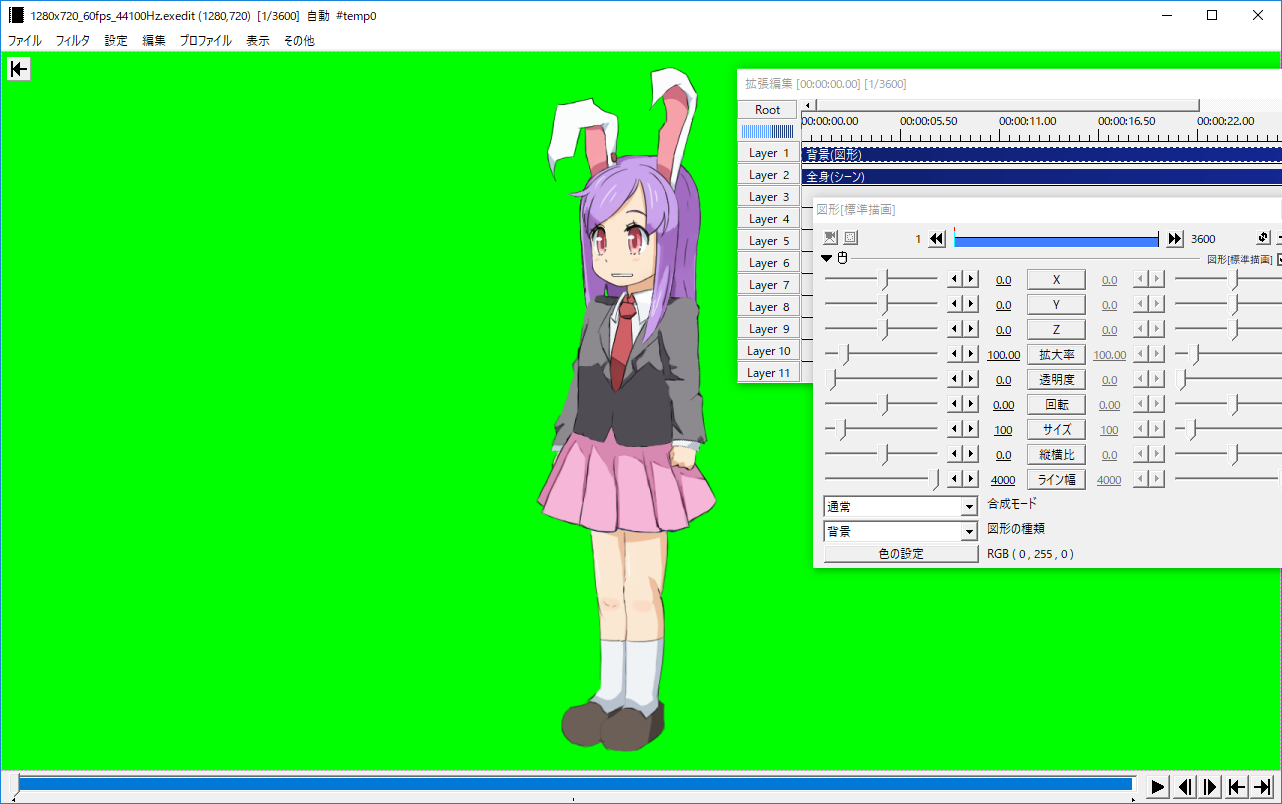 1280x720_60fps_44100Hz.exedit (1280,720) [1/3600] 自動 #temp0
ファイル フィルタ 設定 編集 プロファイル 表示 その他
拡張編集 [00:00:00.00] [1/3600]
Root
00:00:00.00 00:00:05.50 00:00:11.00 00:00:16.50 00:00:22.00
Layer 1 背景(図形)
Layer 2 全身(シーン)
Layer 3
Layer 4
Layer 5
Layer 6
Layer 7
Layer 8
Layer 9
Layer 10
Layer 11
図形[標準描画]
1 3600
図形[標準描画]
0.0 X 0.0
0.0 Y 0.0
0.0 Z 0.0
100.00 拡大率 100.00
0.0 透明度 0.0
0.00 回転 0.00
100 サイズ 100
0.0 縦横比 0.0
4000 ライン幅 4000
通常 合成モード
背景 図形の種類
色の設定 RGB ( 0 , 255 , 0 )